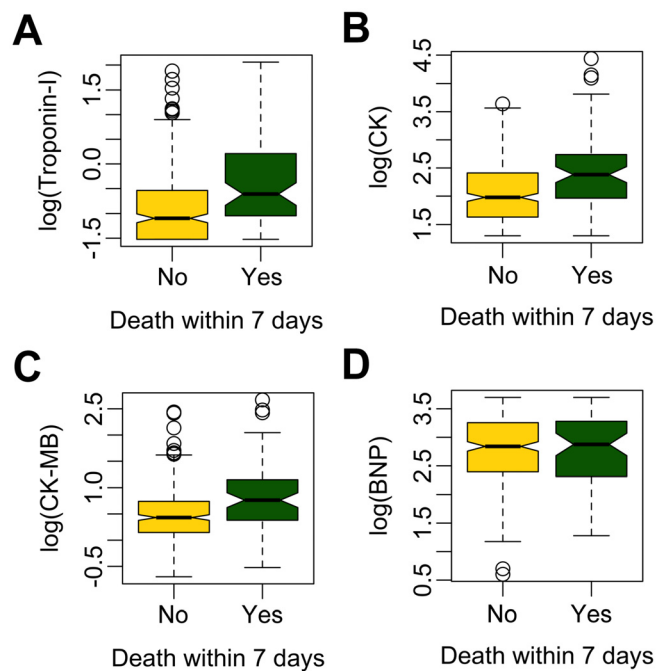 A
log(Troponin-I)
1.5
0.0
-1.5
No Yes
Death within 7 days
B
log(CK)
4.5
3.5
2.5
1.5
No Yes
Death within 7 days
C
log(CK-MB)
2.5
1.0
-0.5
No Yes
Death within 7 days
D
log(BNP)
3.5
2.5
1.5
0.5
No Yes
Death within 7 days